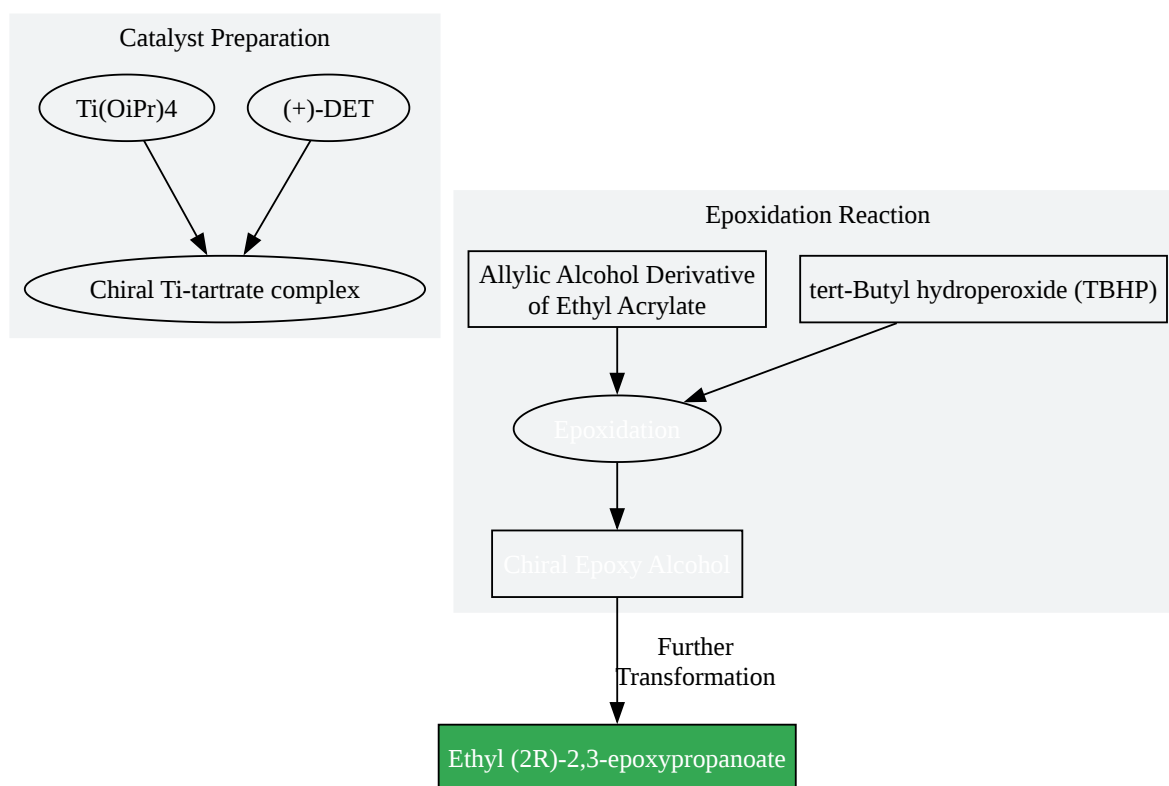 Catalyst Preparation
Ti(OiPr)4
(+)-DET
Chiral Ti-tartrate complex
Epoxidation Reaction
Allylic Alcohol Derivative
of Ethyl Acrylate
tert-Butyl hydroperoxide (TBHP)
Epoxidation
Chiral Epoxy Alcohol
Further
Transformation
Ethyl (2R)-2,3-epoxypropanoate